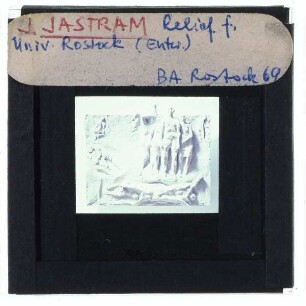 J. JASTRAM Relief f.
Univ. Rostock (Entw.)
BA Rostock 69